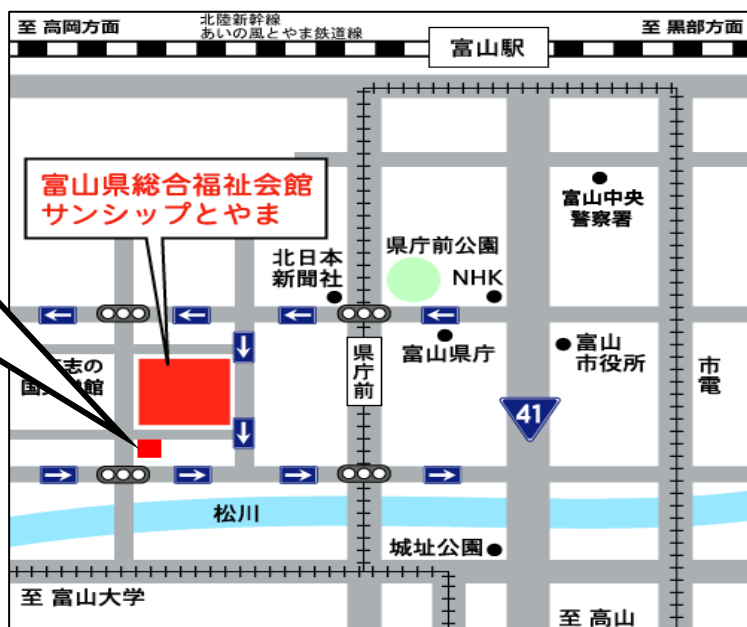 至 高岡方面
北陸新幹線
あいの風とやま鉄道線
富山駅
至 黒部方面
富山県総合福祉会館
サンシップとやま
富山中央
警察署
北日本
新聞社
県庁前公園
NHK
県庁前
富山県庁
富山
市役所
市電
志の
国
館
41
松川
城址公園
至 富山大学
至 高山